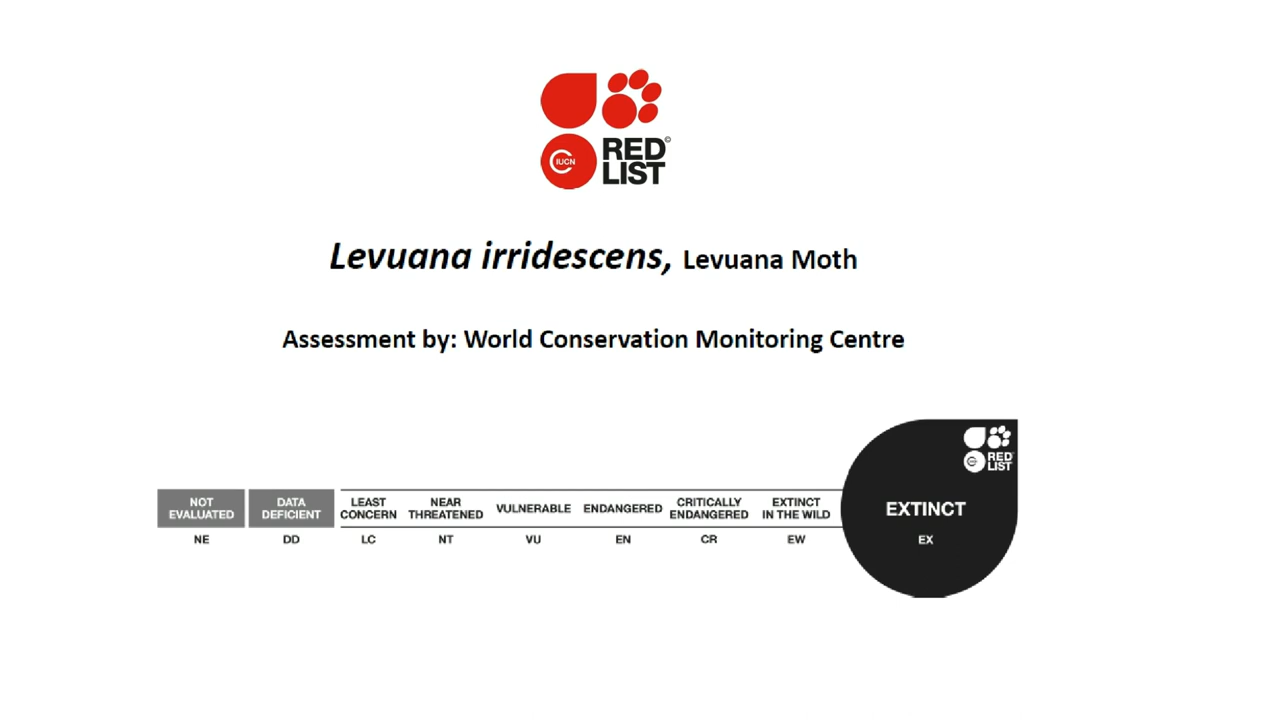 IUCN
RED©
LIST
Levuana irridescens, Levuana Moth
Assessment by: World Conservation Monitoring Centre
RED
LIST
NOT
EVALUATED
DATA
DEFICIENT
LEAST
CONCERN
NEAR
THREATENED
VULNERABLE
ENDANGERED
CRITICALLY
ENDANGERED
EXTINCT
IN THE WILD
EXTINCT
NE
DD
LC
NT
VU
EN
CR
EW
EX